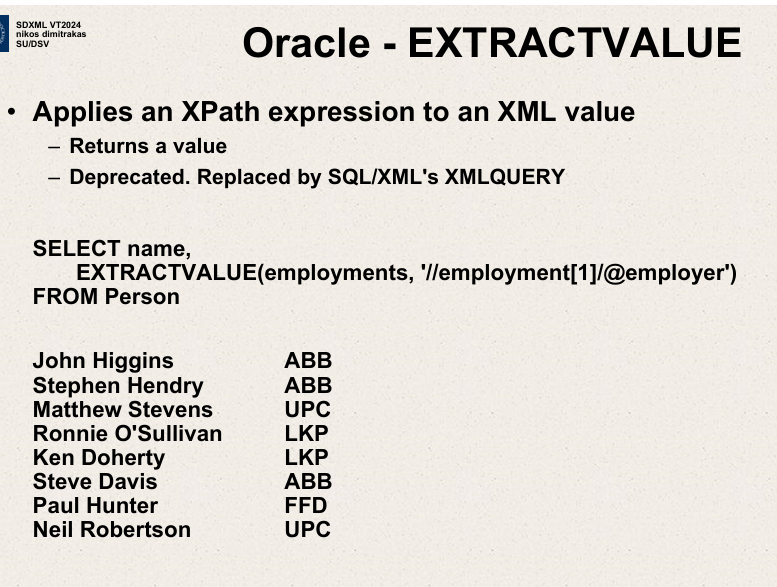 SDXML VT2024
nikos dimitrakas
SU/DSV
Oracle - EXTRACTVALUE
• Applies an XPath expression to an XML value
– Returns a value
– Deprecated. Replaced by SQL/XML's XMLQUERY
SELECT name,
EXTRACTVALUE(employments, '//employment[1]/@employer')
FROM Person
John Higgins ABB
Stephen Hendry ABB
Matthew Stevens UPC
Ronnie O'Sullivan LKP
Ken Doherty LKP
Steve Davis ABB
Paul Hunter FFD
Neil Robertson UPC